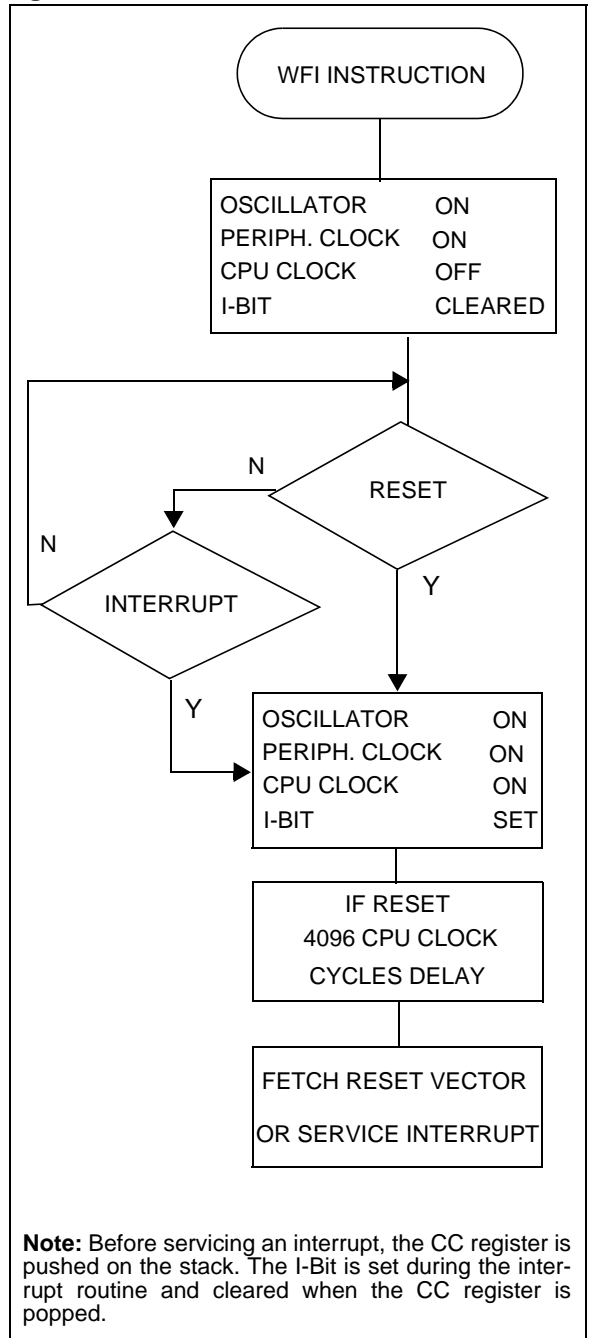 WFI INSTRUCTION
OSCILLATOR ON
PERIPH. CLOCK ON
CPU CLOCK OFF
I-BIT CLEARED
RESET
N
Y
INTERRUPT
N
Y
OSCILLATOR ON
PERIPH. CLOCK ON
CPU CLOCK ON
I-BIT SET
IF RESET
4096 CPU CLOCK
CYCLES DELAY
FETCH RESET VECTOR
OR SERVICE INTERRUPT
Note: Before servicing an interrupt, the CC register is
pushed on the stack. The I-Bit is set during the inter-
rupt routine and cleared when the CC register is
popped.